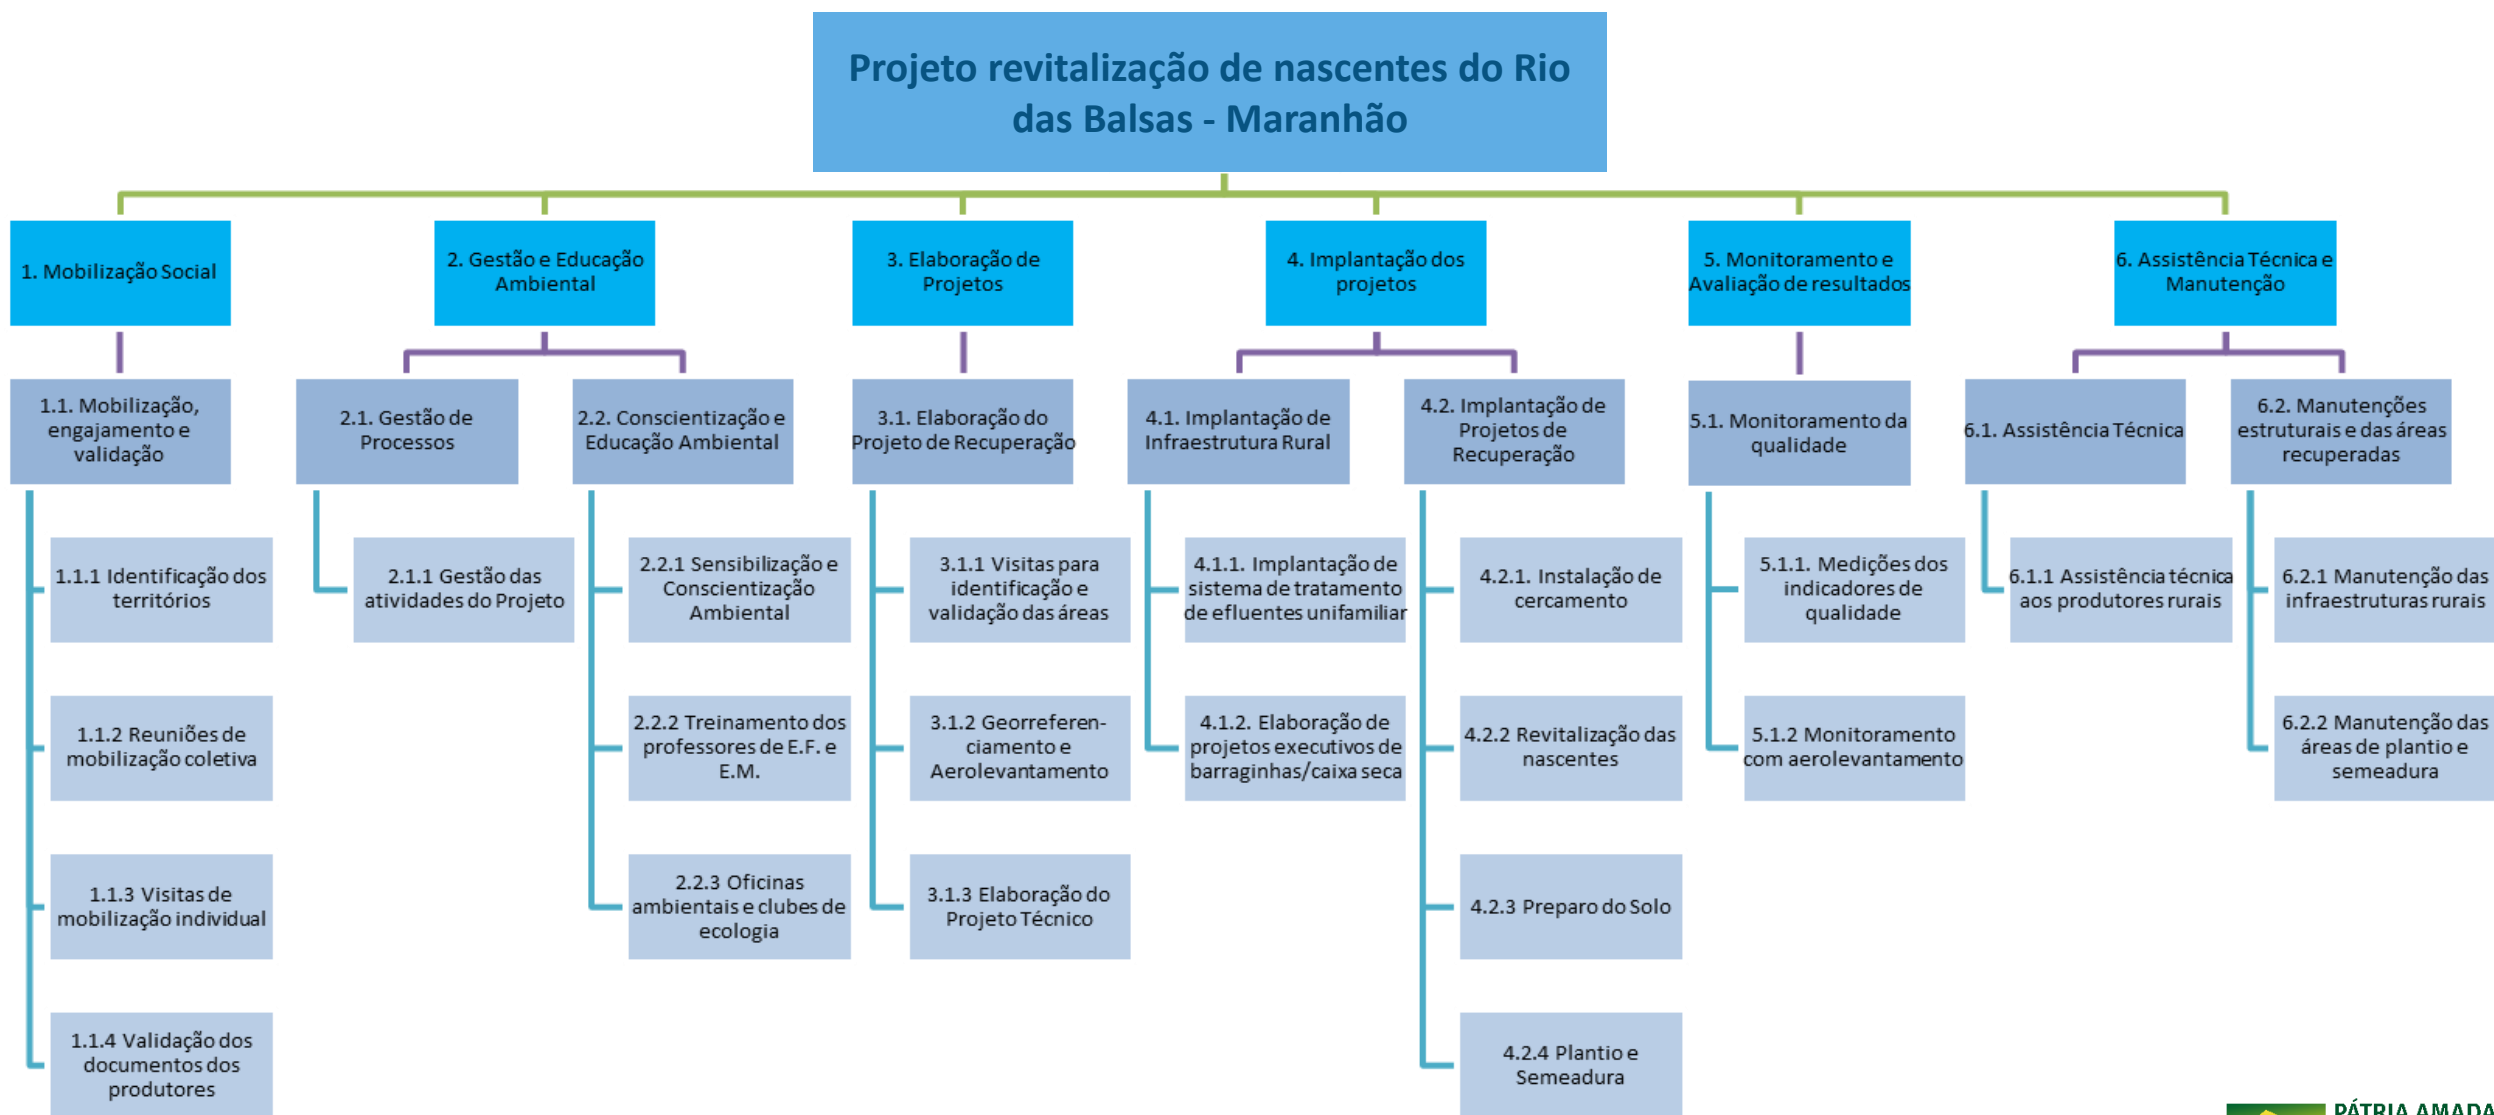 Projeto revitalização de nascentes do Rio
das Balsas - Maranhão
1. Mobilização Social
2. Gestão e Educação
Ambiental
3. Elaboração de
Projetos
4. Implantação dos
projetos
5. Monitoramento e
Avaliação de resultados
6. Assistência Técnica e
Manutenção
1.1. Mobilização,
engajamento e
validação
2.1. Gestão de
Processos
2.2. Conscientização e
Educação Ambiental
3.1. Elaboração do
Projeto de Recuperação
4.1. Implantação de
Infraestrutura Rural
4.2. Implantação de
Projetos de
Recuperação
5.1. Monitoramento da
qualidade
6.1. Assistência Técnica
6.2. Manutenções
estruturais e das áreas
recuperadas
1.1.1 Identificação dos
territórios
2.1.1 Gestão das
atividades do Projeto
2.2.1 Sensibilização e
Conscientização
Ambiental
3.1.1 Visitas para
identificação e
validação das áreas
4.1.1. Implantação de
sistema de tratamento
de efluentes unifamiliar
4.2.1. Instalação de
cercamento
5.1.1. Medições dos
indicadores de
qualidade
6.1.1 Assistência técnica
aos produtores rurais
6.2.1 Manutenção das
infraestruturas rurais
1.1.2 Reuniões de
mobilização coletiva
2.2.2 Treinamento dos
professores de E.F. e
E.M.
3.1.2 Georreferen-
ciamento e
Aerolevantamento
4.1.2. Elaboração de
projetos executivos de
barraginhas/caixa seca
4.2.2 Revitalização das
nascentes
5.1.2 Monitoramento
com aerolevantamento
6.2.2 Manutenção das
áreas de plantio e
semeadura
1.1.3 Visitas de
mobilização individual
2.2.3 Oficinas
ambientais e clubes de
ecologia
3.1.3 Elaboração do
Projeto Técnico
4.2.3 Preparo do Solo
1.1.4 Validação dos
documentos dos
produtores
4.2.4 Plantio e
Semeadura
PÁTRIA AMADA